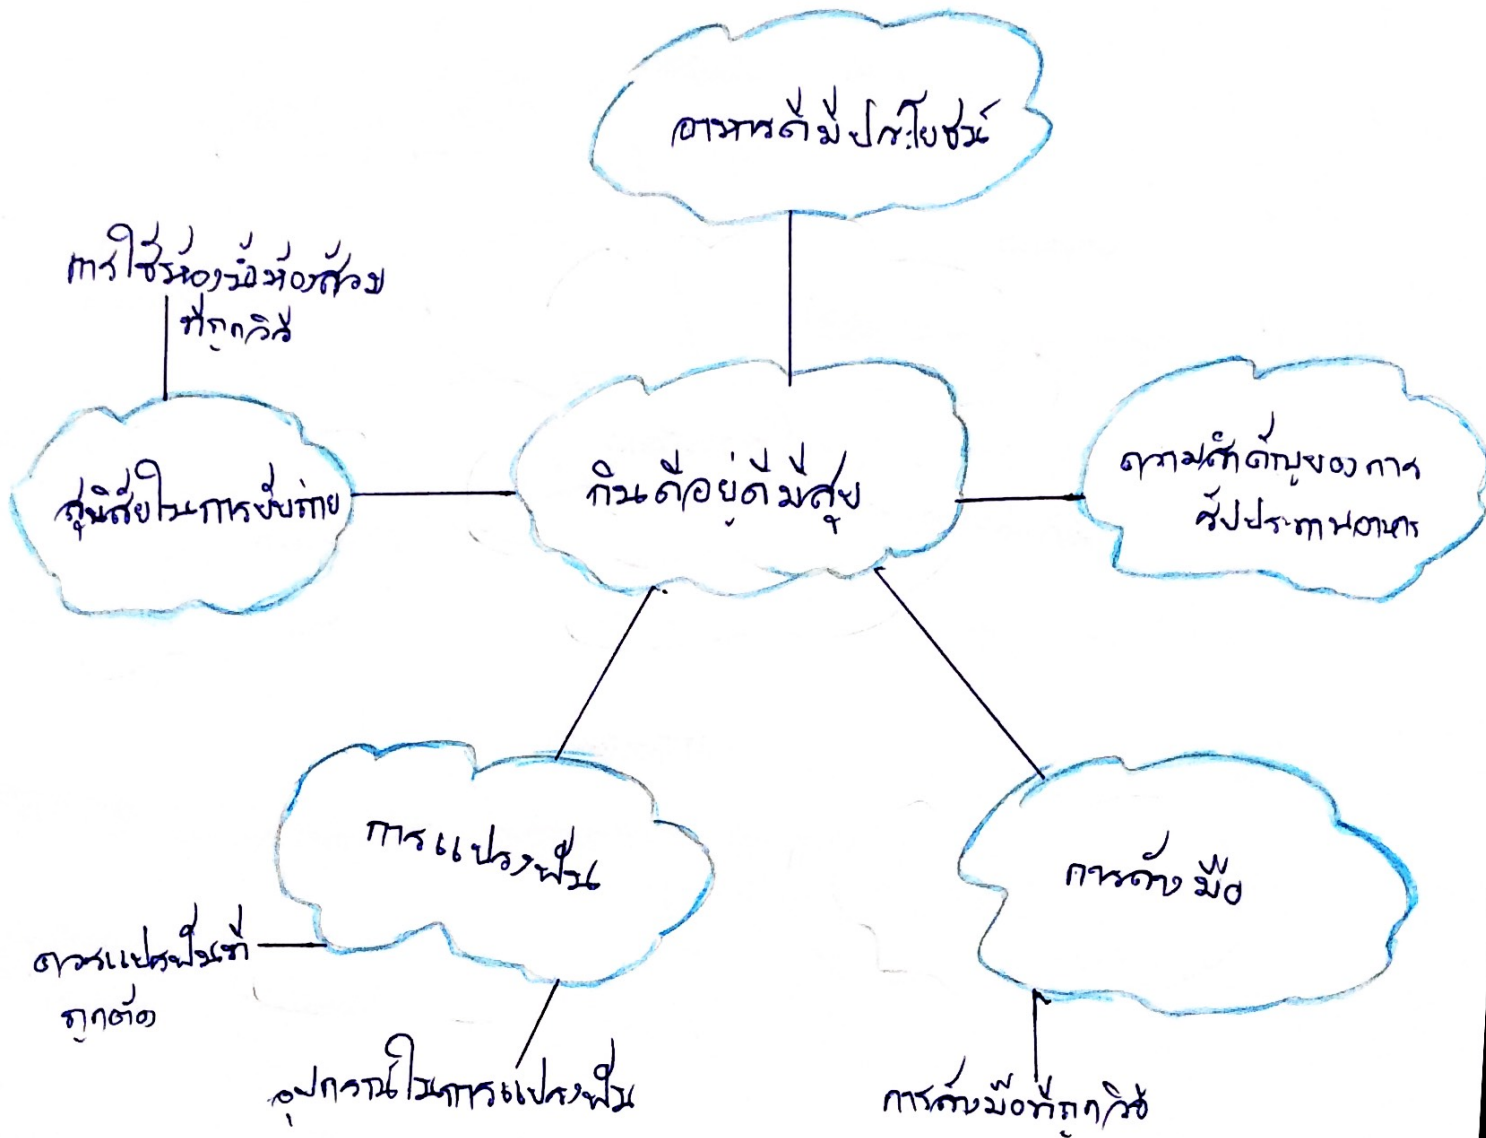 อาหารดีมีประโยชน์
การใช้ห้องน้ำห้องส้วม
ที่ถูกวิธี
สุขนิสัยในการขับถ่าย
กินดีอยู่ดีมีสุข
ความสำคัญของการ
รับประทานอาหาร
การแปรงฟัน
การล้างมือ
การแปรงฟันที่
ถูกต้อง
อุปกรณ์ในการแปรงฟัน
การล้างมือที่ถูกวิธี